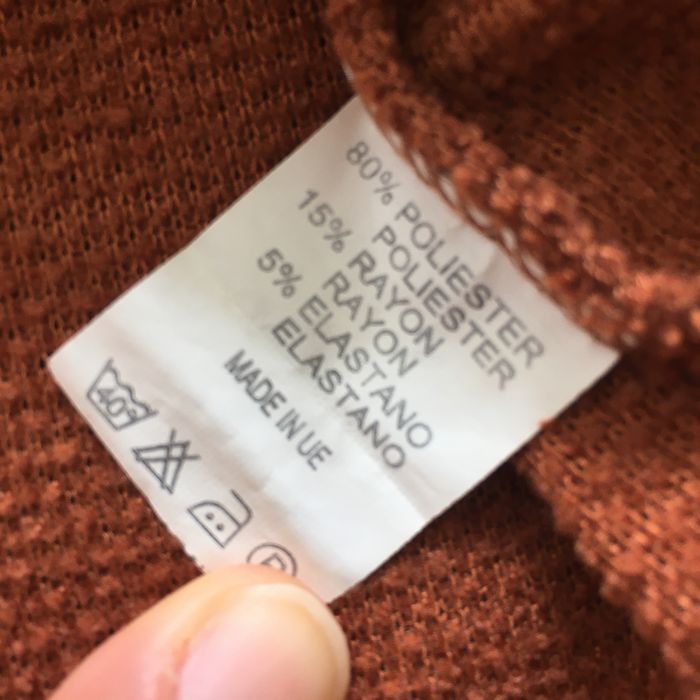 80% POLIESTER
POLIESTER
15% RAYON
RAYON
5% ELASTANO
ELASTANO
MADE IN UE
40°
P